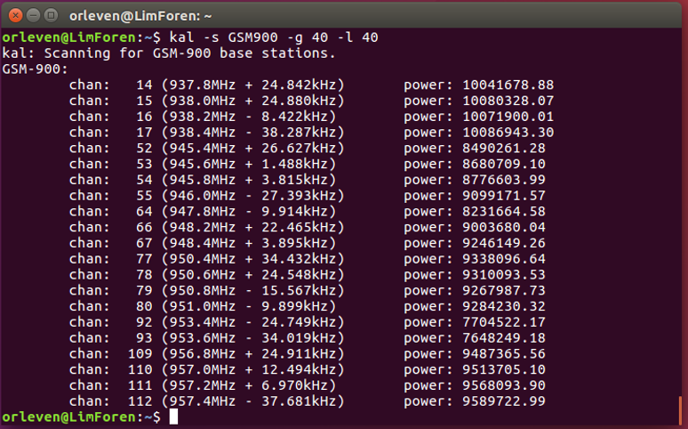 orleven@LimForen: ~
orleven@LimForen:~$ kal -s GSM900 -g 40 -l 40
kal: Scanning for GSM-900 base stations.
GSM-900:
chan: 14 (937.8MHz + 24.842kHz) power: 10041678.88
chan: 15 (938.0MHz + 24.880kHz) power: 10080328.07
chan: 16 (938.2MHz - 8.422kHz) power: 10071900.01
chan: 17 (938.4MHz - 38.287kHz) power: 10086943.30
chan: 52 (945.4MHz + 26.627kHz) power: 8490261.28
chan: 53 (945.6MHz + 1.488kHz) power: 8680709.10
chan: 54 (945.8MHz - 3.815kHz) power: 8776603.99
chan: 55 (946.0MHz - 27.393kHz) power: 9099171.57
chan: 64 (947.8MHz - 9.914kHz) power: 8231664.58
chan: 66 (948.2MHz + 22.465kHz) power: 9003680.04
chan: 67 (948.4MHz + 3.895kHz) power: 9246149.26
chan: 77 (950.4MHz + 34.432kHz) power: 9338096.64
chan: 78 (950.6MHz + 24.548kHz) power: 9310093.53
chan: 79 (950.8MHz - 15.567kHz) power: 9267987.73
chan: 80 (951.0MHz - 9.899kHz) power: 9284230.32
chan: 92 (953.4MHz - 24.749kHz) power: 7704522.17
chan: 93 (953.6MHz - 34.019kHz) power: 7648249.18
chan: 109 (956.8MHz + 24.911kHz) power: 9487365.56
chan: 110 (957.0MHz + 12.494kHz) power: 9513705.10
chan: 111 (957.2MHz + 6.970kHz) power: 9568093.90
chan: 112 (957.4MHz - 37.681kHz) power: 9589722.99
orleven@LimForen:~$